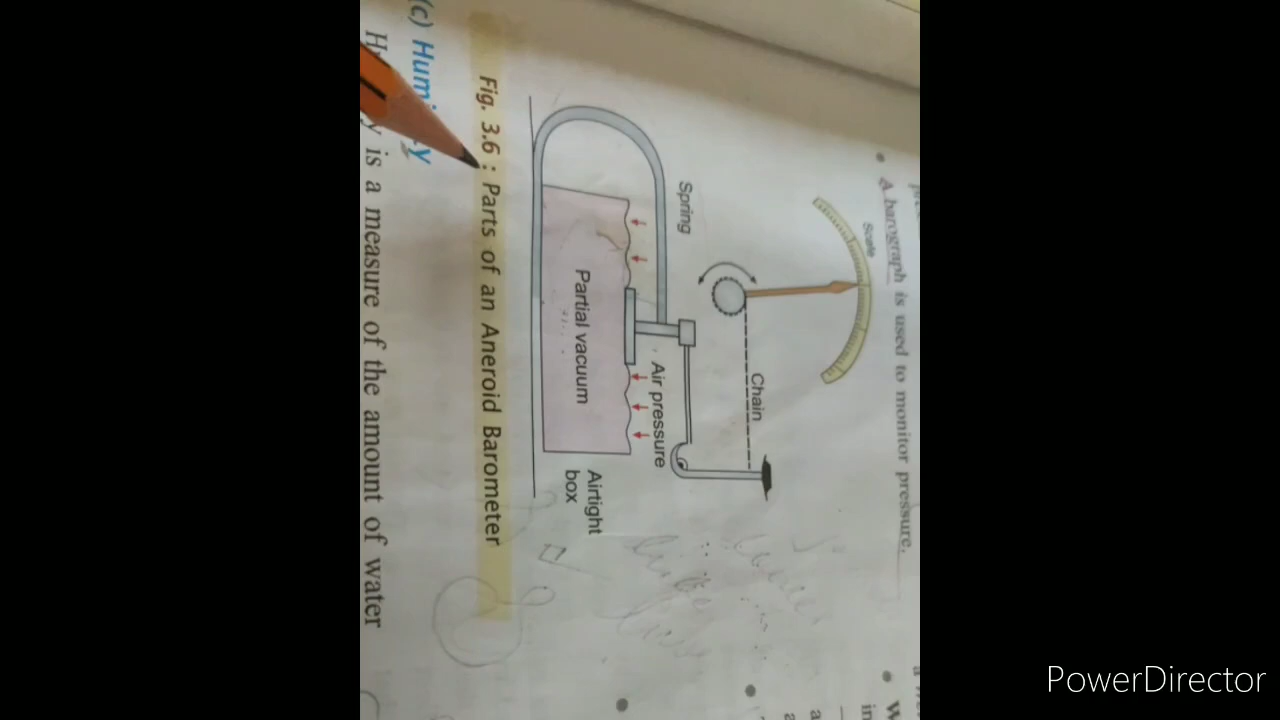 • A barograph is used to monitor pressure.
Scale
Chain
Spring
Air pressure
Partial vacuum
Airtight
box
Fig. 3.6 : Parts of an Aneroid Barometer
(c)
is a measure of the amount of water
PowerDirector